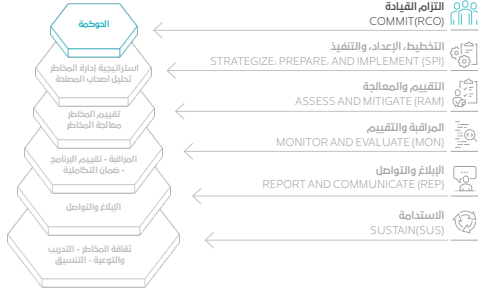 التزام القيادة
COMMIT(RCO)
الحوكمة
التخطيط، الإعداد، والتنفيذ
STRATEGIZE, PREPARE, AND IMPLEMENT (SPI)
استراتيجية إدارة المخاطر
تحليل أصحاب المصلحة
التقييم والمعالجة
ASSESS AND MITIGATE (RAM)
تقييم المخاطر
معالجة المخاطر
المراقبة والتقييم
MONITOR AND EVALUATE (MON)
المراقبة - تقييم البرنامج
- ضمان التكاملية
الإبلاغ والتواصل
REPORT AND COMMUNICATE (REP)
الإبلاغ والتواصل
الاستدامة
SUSTAIN(SUS)
ثقافة المخاطر - التدريب
والتوعية - التنسيق